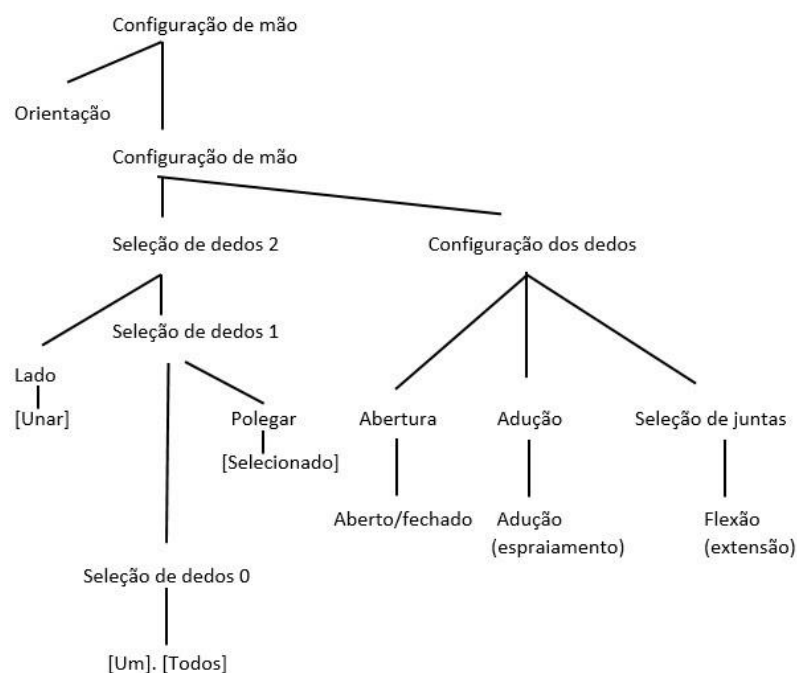 Configuração de mão
Orientação
Configuração de mão
Seleção de dedos 2
Configuração dos dedos
Seleção de dedos 1
Lado
[Unar]
Polegar
[Selecionado]
Abertura
Adução
Seleção de juntas
Aberto/fechado
Adução
(espraiamento)
Flexão
(extensão)
Seleção de dedos 0
[Um]. [Todos]